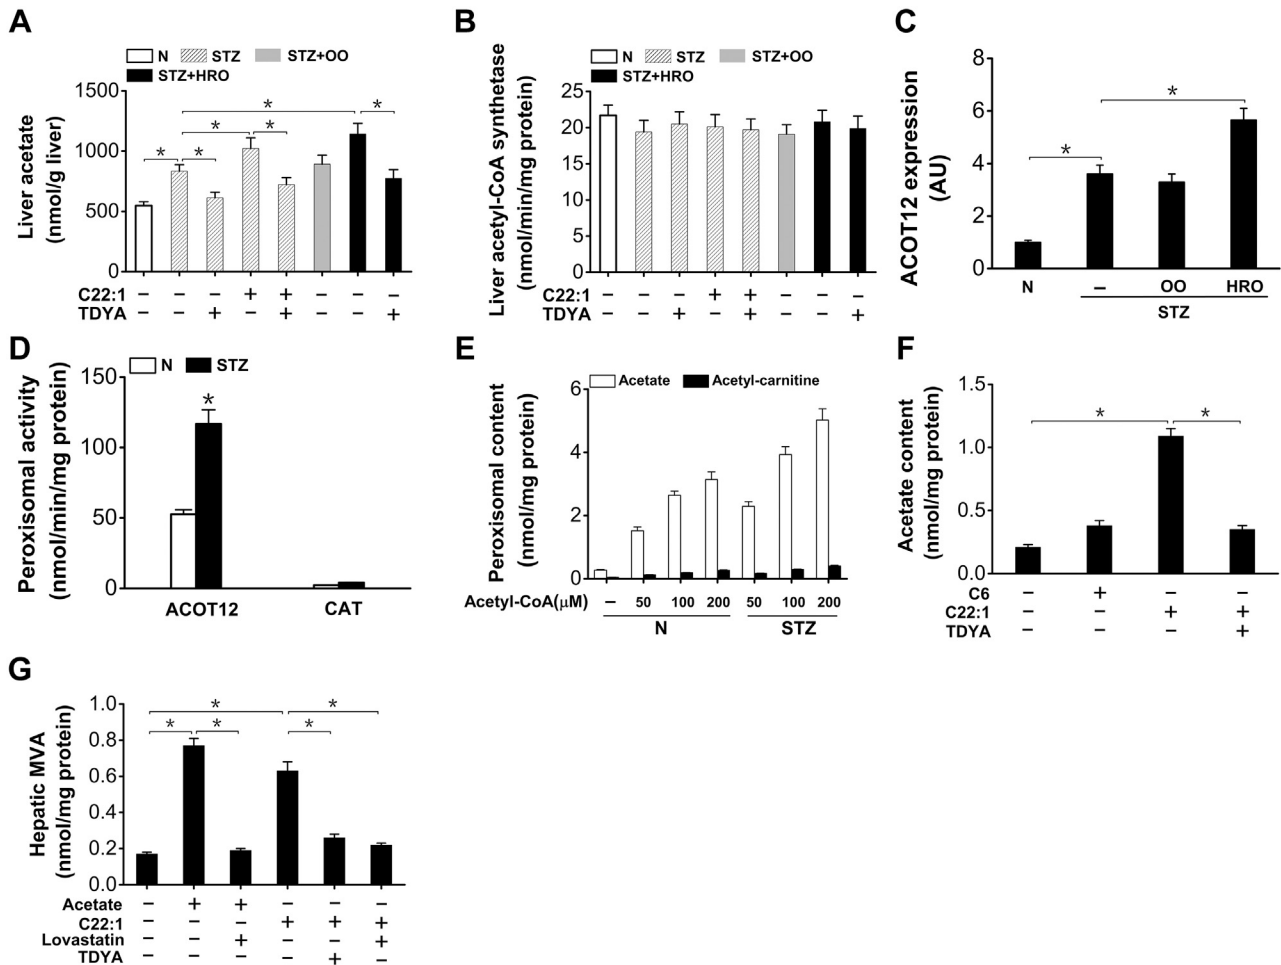 A
N STZ STZ+OO
STZ+HRO
Liver acetate
(nmol/g liver)
1500
1000
500
0
* * * * * *
C22:1 – – – + + – – –
TDYA – – + – + – – +
B
N STZ STZ+OO
STZ+HRO
Liver acetyl-CoA synthetase
(nmol/min/mg protein)
25
20
15
10
5
0
C22:1 – – – + + – – –
TDYA – – + – + – – +
C
ACOT12 expression
(AU)
8
6
4
2
0
* *
N – OO HRO
STZ
D
N STZ
Peroxisomal activity
(nmol/min/mg protein)
150
100
50
0
*
ACOT12 CAT
E
Acetate Acetyl-carnitine
Peroxisomal content
(nmol/mg protein)
6
4
2
0
Acetyl-CoA(μM) – 50 100 200 50 100 200
N STZ
F
Acetate content
(nmol/mg protein)
1.5
1.0
0.5
0.0
* *
C6 – + – –
C22:1 – – + +
TDYA – – – +
G
Hepatic MVA
(nmol/mg protein)
1.0
0.8
0.6
0.4
0.2
0.0
* * * * * *
Acetate – + + – – –
C22:1 – – – + + +
Lovastatin – – + – – +
TDYA – – – – + –